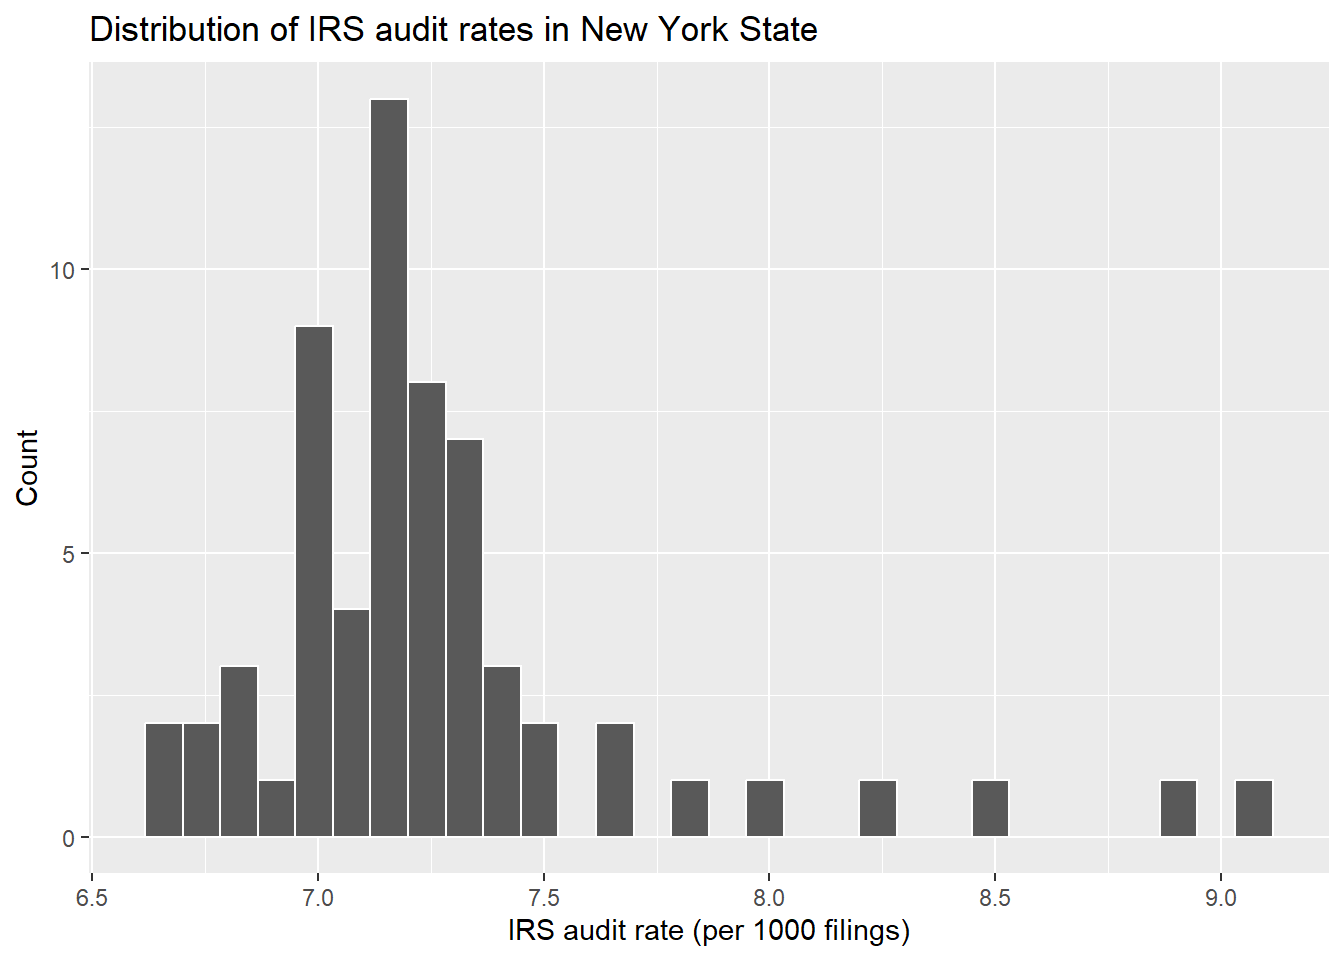 Distribution of IRS audit rates in New York State
10
5
0
Count
6.5 7.0 7.5 8.0 8.5 9.0
IRS audit rate (per 1000 filings)